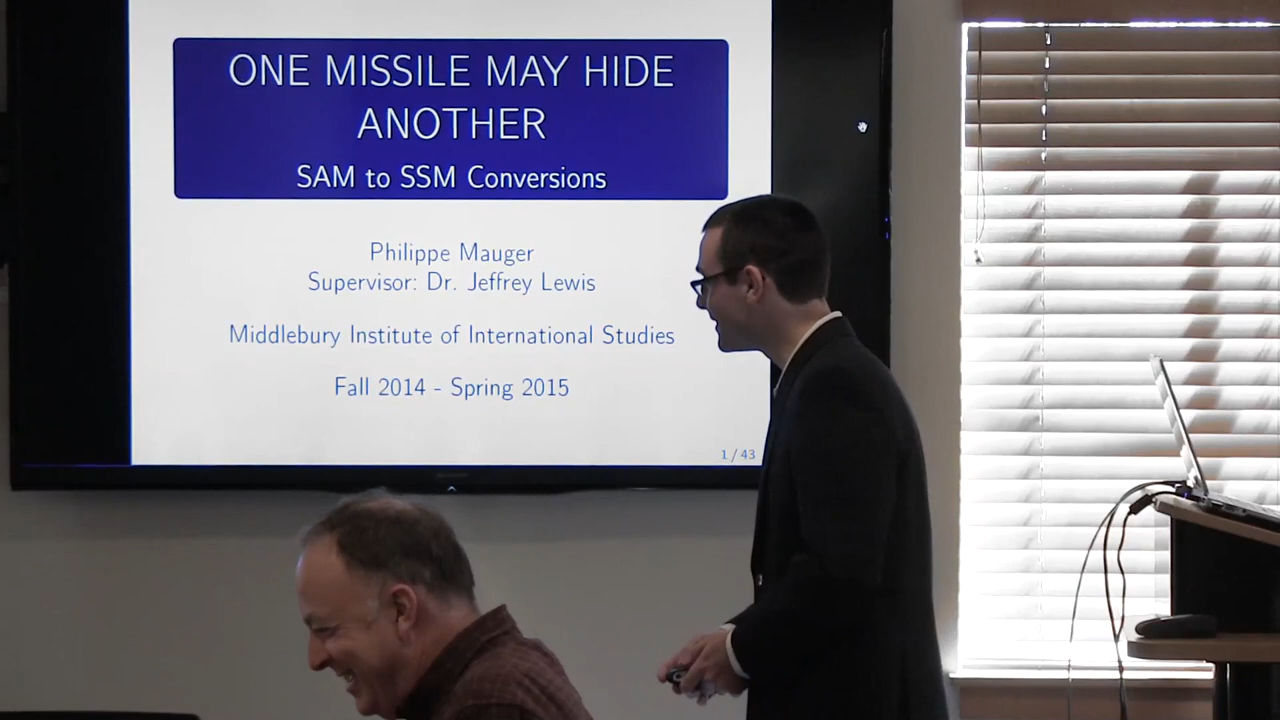 ONE MISSILE MAY HIDE
ANOTHER
SAM to SSM Conversions
Philippe Mauger
Supervisor: Dr. Jeffrey Lewis
Middlebury Institute of International Studies
Fall 2014 - Spring 2015
1 / 43